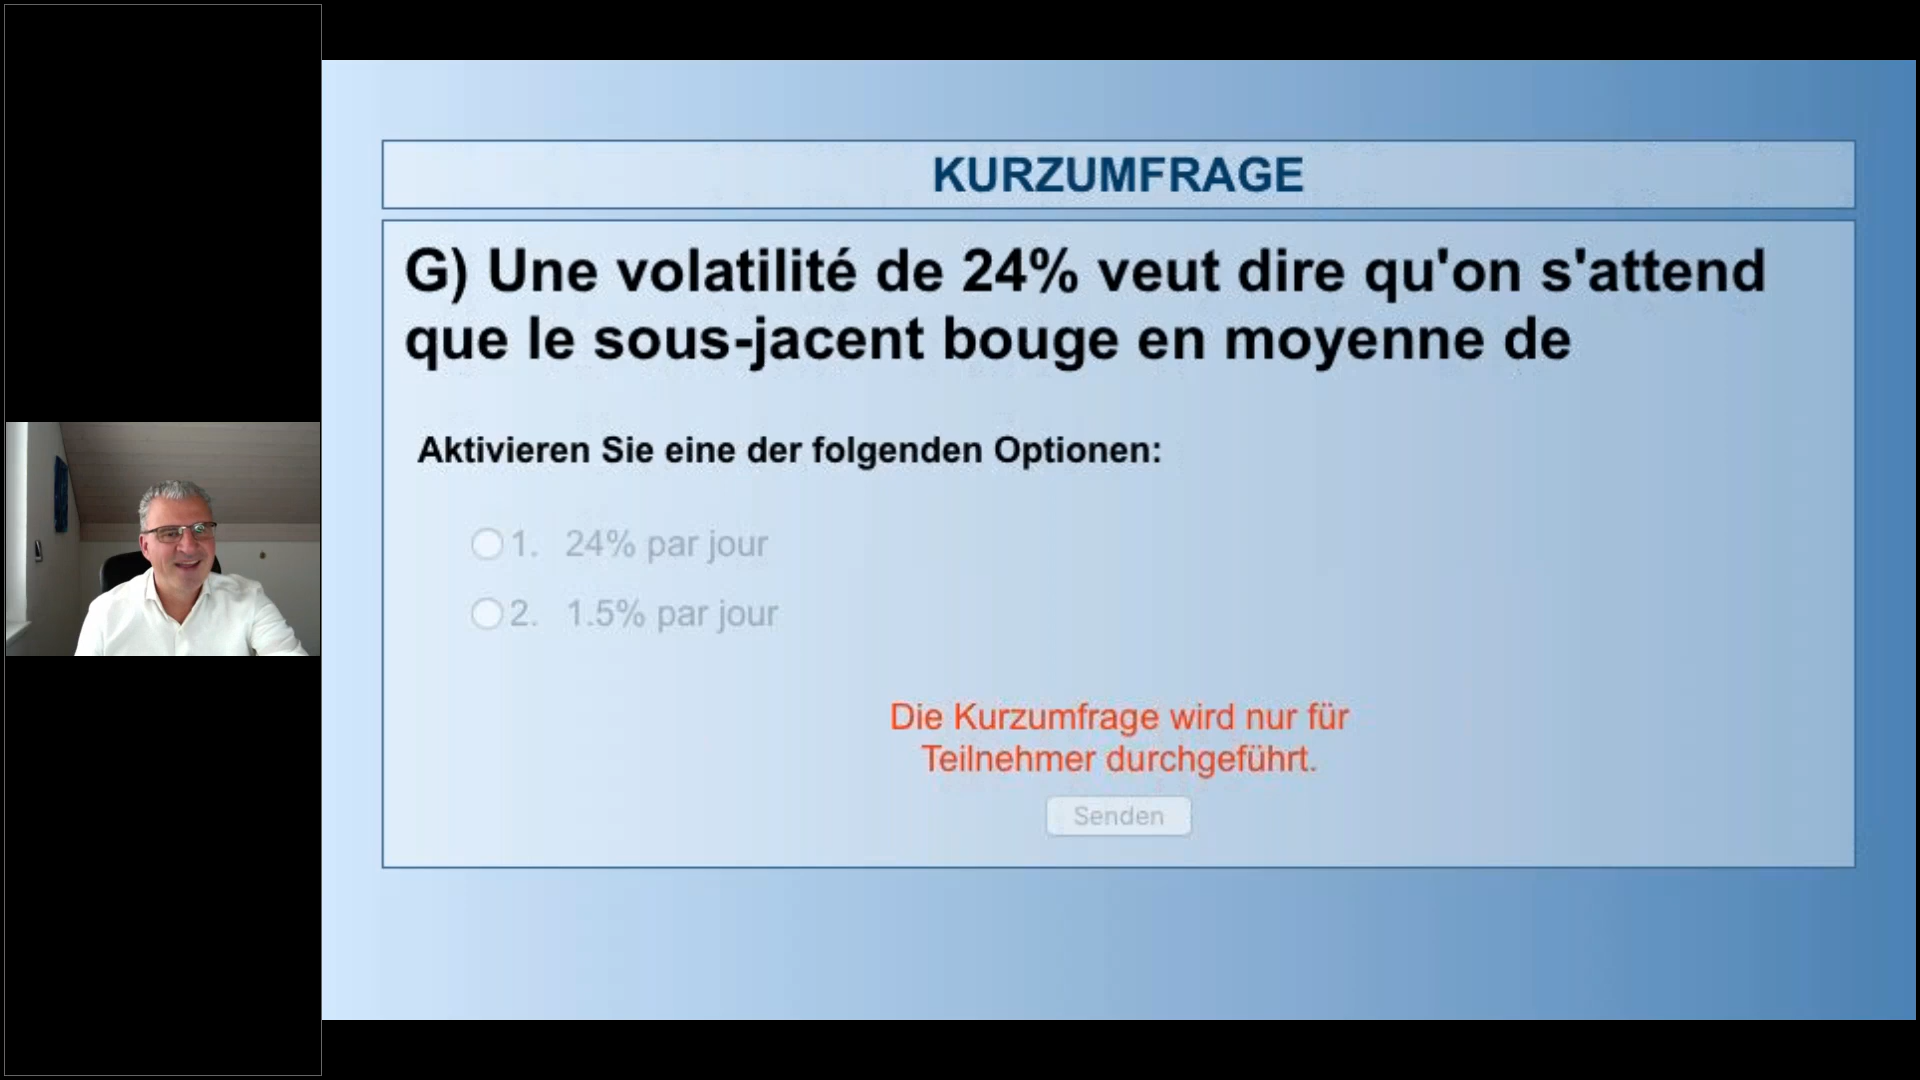 KURZUMFRAGE
G) Une volatilité de 24% veut dire qu'on s'attend
que le sous-jacent bouge en moyenne de
Aktivieren Sie eine der folgenden Optionen:
1. 24% par jour
2. 1.5% par jour
Die Kurzumfrage wird nur für
Teilnehmer durchgeführt.
Senden